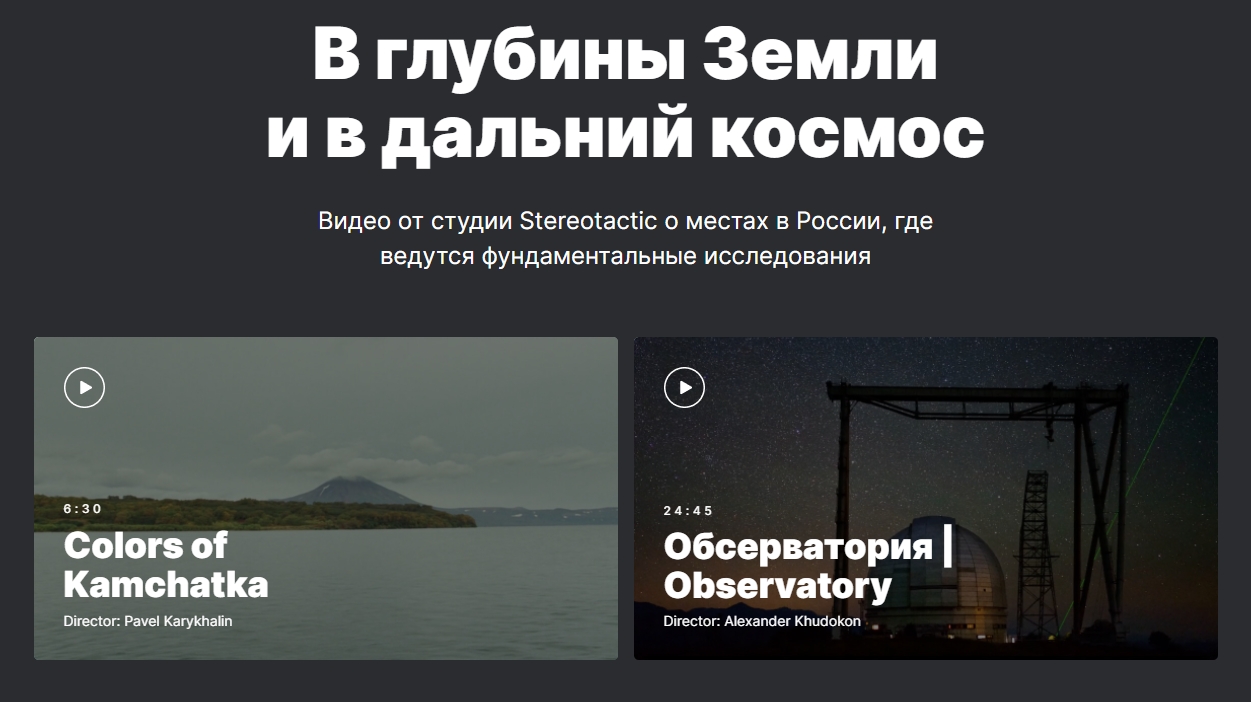 В глубины Земли
и в дальний космос
Видео от студии Stereotactic о местах в России, где
ведутся фундаментальные исследования
6:30
Colors of
Kamchatka
Director: Pavel Karykhalin
24:45
Обсерватория |
Observatory
Director: Alexander Khudokon